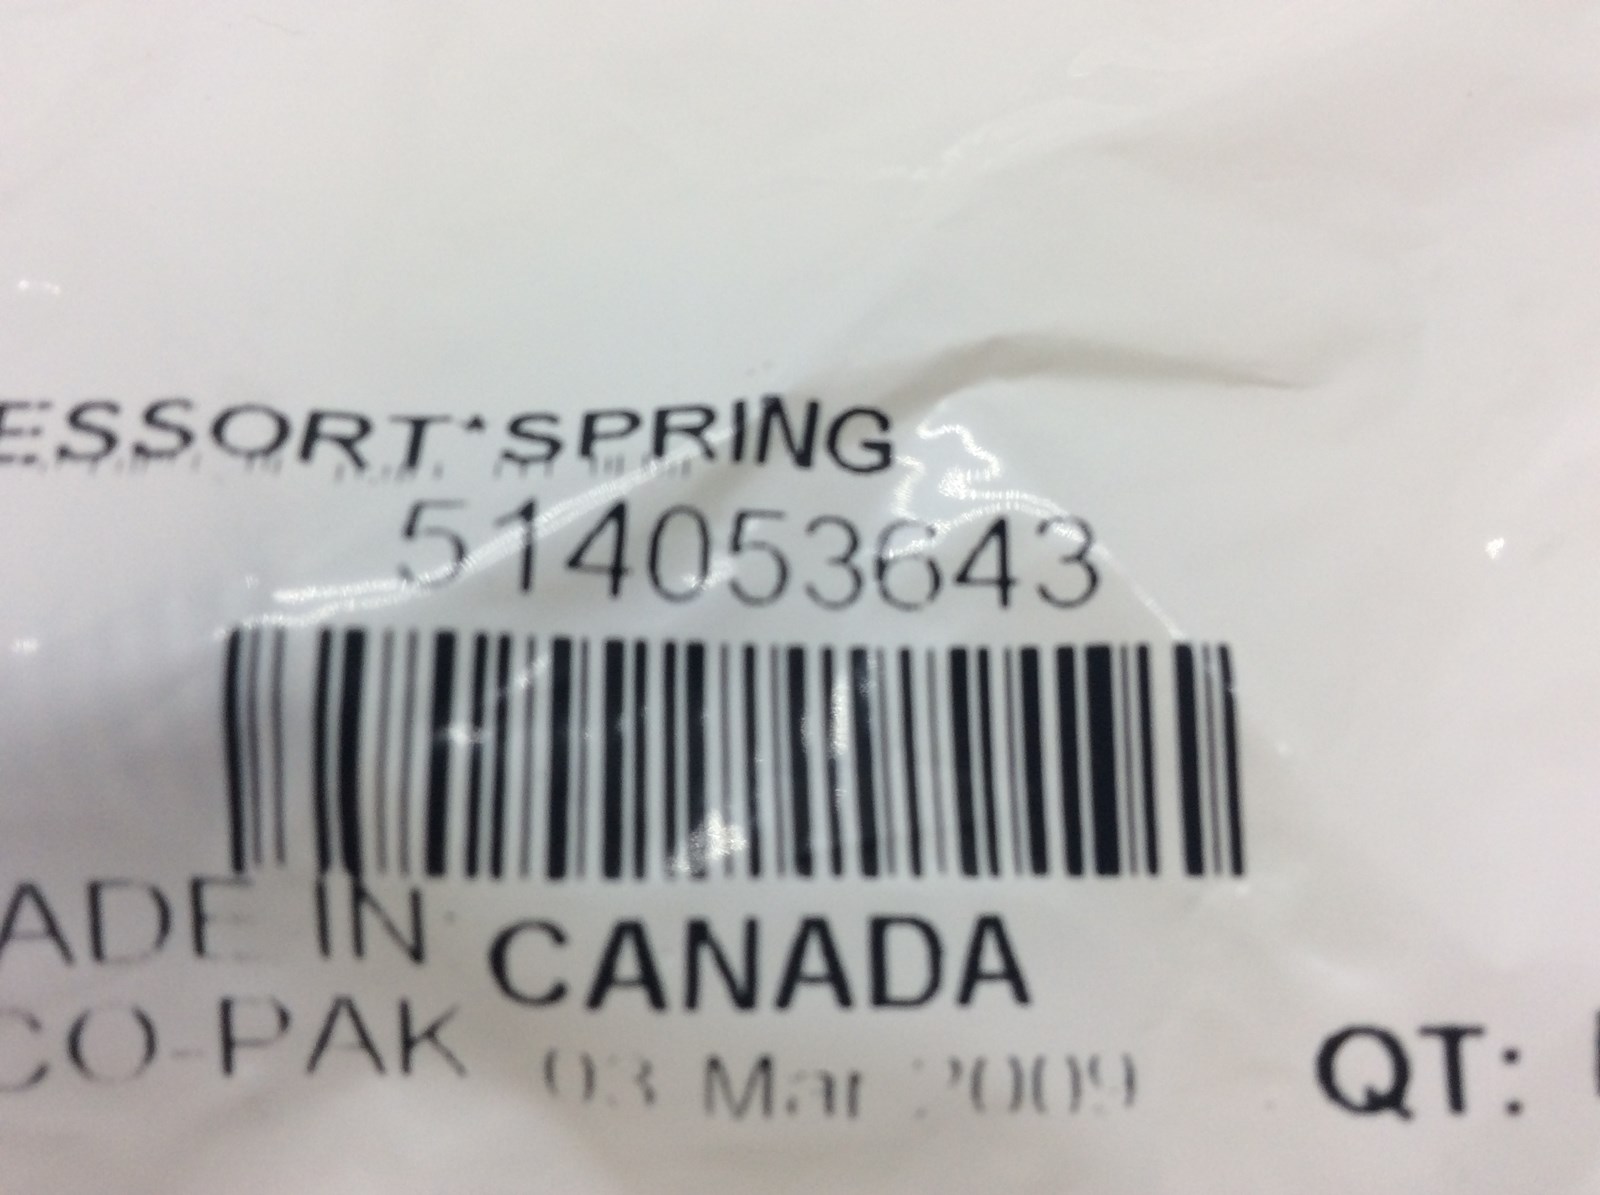 ESSORT*SPRING
514053643
ADE IN CANADA
CO-PAK 03 Mar 2009
QT: